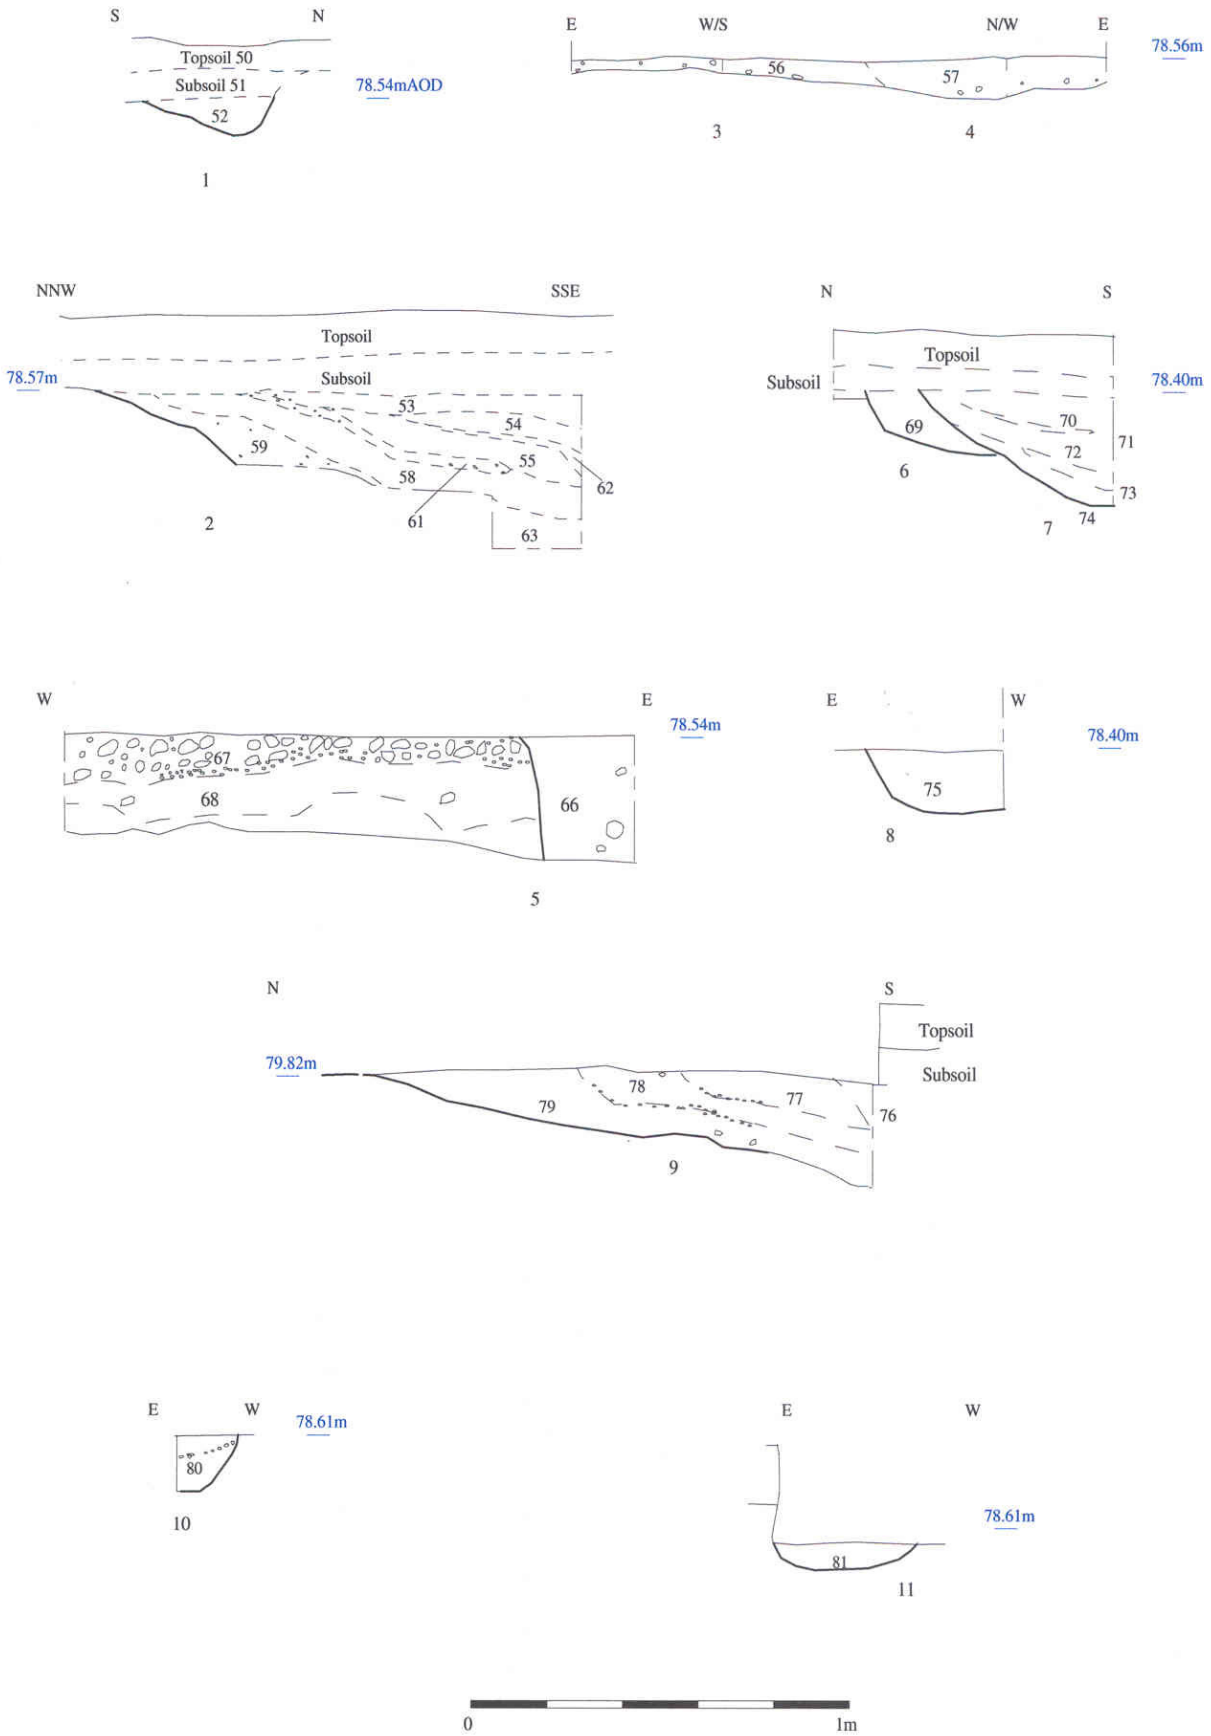 S N
Topsoil 50
Subsoil 51
78.54mAOD
52
1
E W/S N/W E
78.56m
56
57
3
4
NNW SSE
Topsoil
Subsoil
78.57m
53
54
55
59
58
62
61
2
63
N S
Topsoil
Subsoil
78.40m
70
69
71
72
6
73
74
7
W E
78.54m
67
68
66
5
E W
78.40m
75
8
N S
Topsoil
79.82m
Subsoil
78
77
79
76
9
E W
78.61m
80
10
E W
78.61m
81
11
0 1m